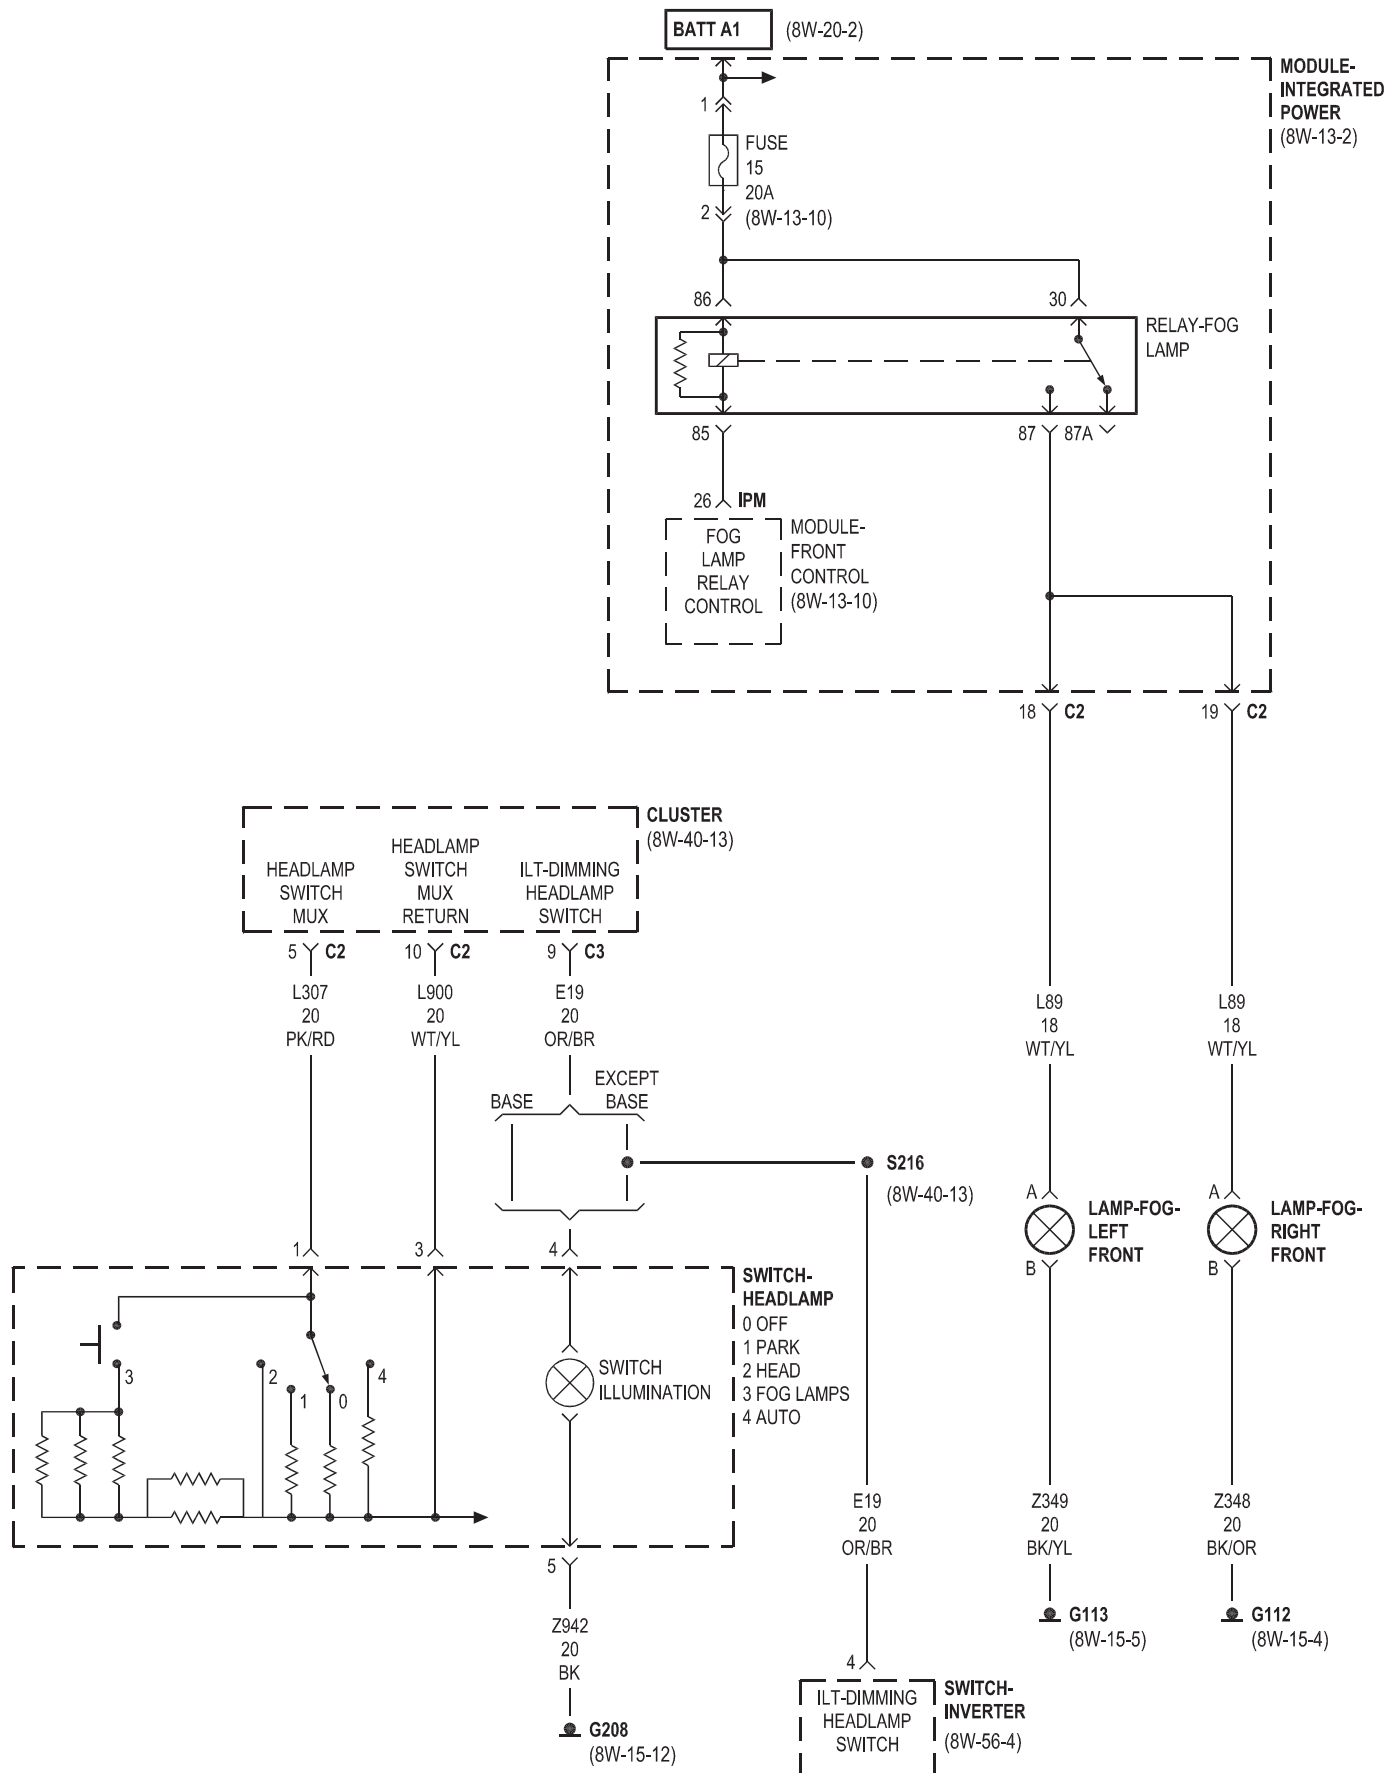 BATT A1 (8W-20-2)
MODULE-
INTEGRATED
POWER
(8W-13-2)
1
FUSE
15
20A
2 (8W-13-10)
86
30
RELAY-FOG
LAMP
85
87
87A
26 IPM
FOG
LAMP
RELAY
CONTROL
MODULE-
FRONT
CONTROL
(8W-13-10)
18 C2
19 C2
CLUSTER
(8W-40-13)
HEADLAMP
SWITCH
MUX
HEADLAMP
SWITCH
MUX
RETURN
ILT-DIMMING
HEADLAMP
SWITCH
5 C2
10 C2
9 C3
L307
20
PK/RD
L900
20
WT/YL
E19
20
OR/BR
L89
18
WT/YL
L89
18
WT/YL
BASE
EXCEPT
BASE
S216
(8W-40-13)
A
LAMP-FOG-
LEFT
FRONT
B
A
LAMP-FOG-
RIGHT
FRONT
B
1
3
4
SWITCH-
HEADLAMP
0 OFF
1 PARK
2 HEAD
3 FOG LAMPS
4 AUTO
3
2
1
0
4
SWITCH
ILLUMINATION
5
Z942
20
BK
G208
(8W-15-12)
E19
20
OR/BR
4
ILT-DIMMING
HEADLAMP
SWITCH
SWITCH-
INVERTER
(8W-56-4)
Z349
20
BK/YL
G113
(8W-15-5)
Z348
20
BK/OR
G112
(8W-15-4)